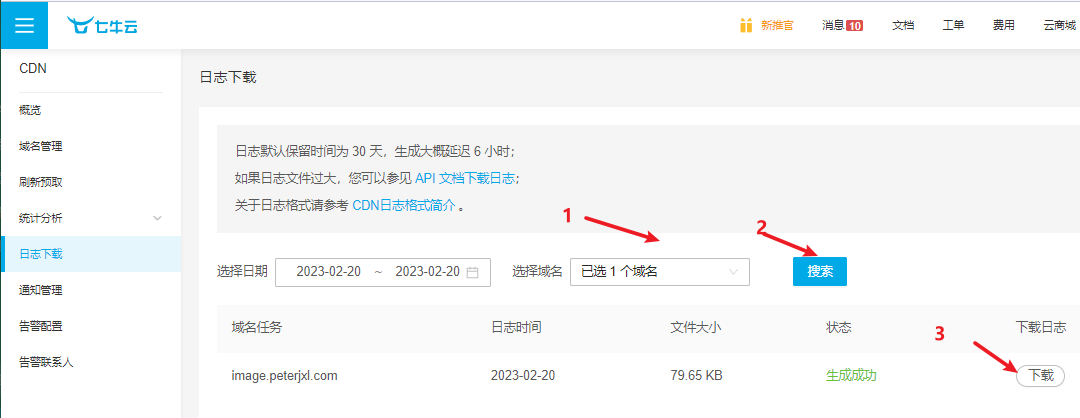 七牛云
新推官 消息 10 文档 工单 费用 云商城
CDN
概览
域名管理
刷新预取
统计分析
日志下载
通知管理
告警配置
告警联系人
日志下载
日志默认保留时间为 30 天，生成大概延迟 6 小时；
如果日志文件过大，您可以参见 API 文档下载日志；
关于日志格式请参考 CDN日志格式简介 。
1
2
选择日期 2023-02-20 ~ 2023-02-20 选择域名 已选 1 个域名 搜索
域名任务 日志时间 文件大小 状态 下载日志
3
image.peterjxl.com 2023-02-20 79.65 KB 生成成功 下载